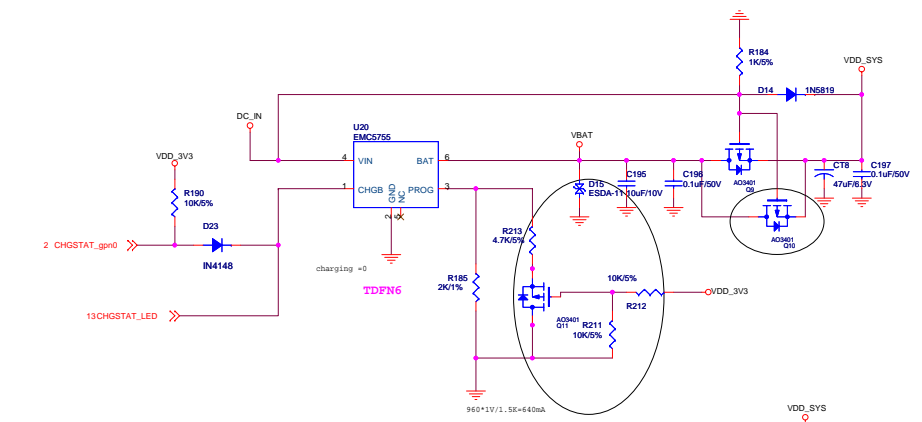 R184
1K/5%
VDD_SYS
D14
1N5819
DC_IN
U20
EMC5755
VBAT
VDD_3V3
4
VIN
BAT
6
C195
10uF/10V
C196
0.1uF/50V
AO3401
Q9
CT8
47uF/6.3V
C197
0.1uF/50V
D15
ESDA-11
R190
10K/5%
1
CHGB
PROG
3
GND
NC
2
5
D23
IN4148
2 CHGSTAT_gpn0
R213
4.7K/5%
AO3401
Q10
charging =0
TDFN6
R185
2K/1%
10K/5%
R212
VDD_3V3
13CHGSTAT_LED
AO3401
Q11
R211
10K/5%
960*1V/1.5K=640mA
VDD_SYS